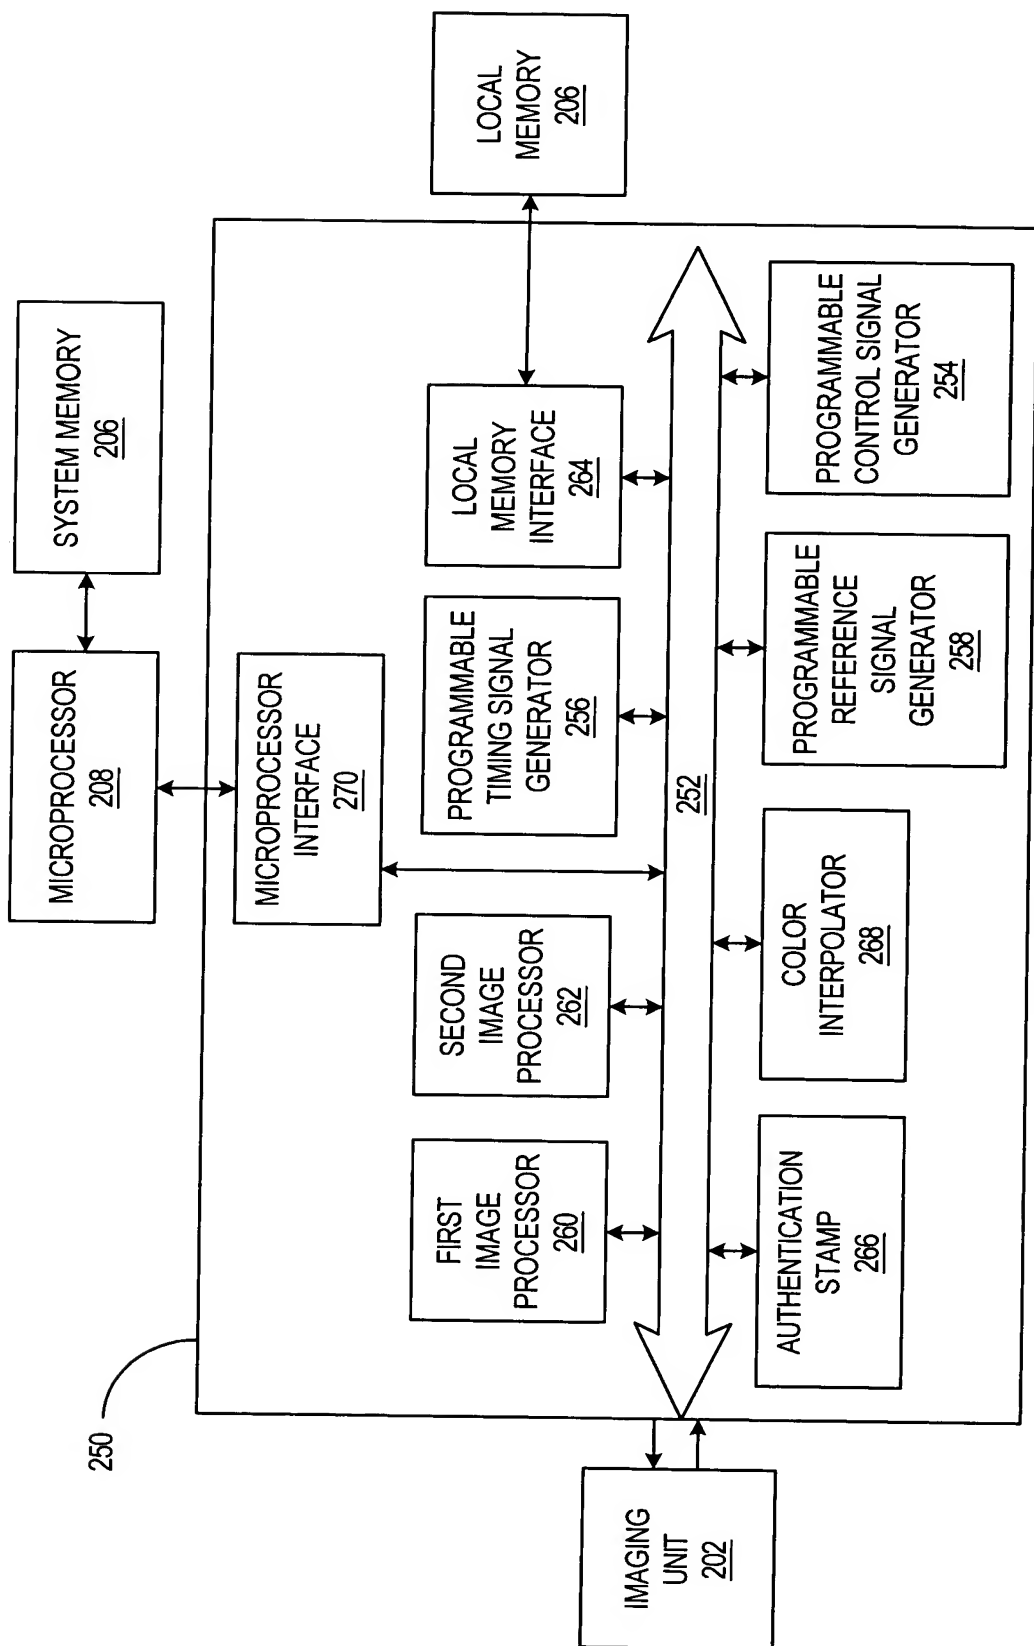 SYSTEM MEMORY
206
MICROPROCESSOR
208
LOCAL
MEMORY
206
250
MICROPROCESSOR
INTERFACE
270
FIRST
IMAGE
PROCESSOR
260
SECOND
IMAGE
PROCESSOR
262
PROGRAMMABLE
TIMING SIGNAL
GENERATOR
256
LOCAL
MEMORY
INTERFACE
264
252
IMAGING
UNIT
202
AUTHENTICATION
STAMP
266
COLOR
INTERPOLATOR
268
PROGRAMMABLE
REFERENCE
SIGNAL
GENERATOR
258
PROGRAMMABLE
CONTROL SIGNAL
GENERATOR
254